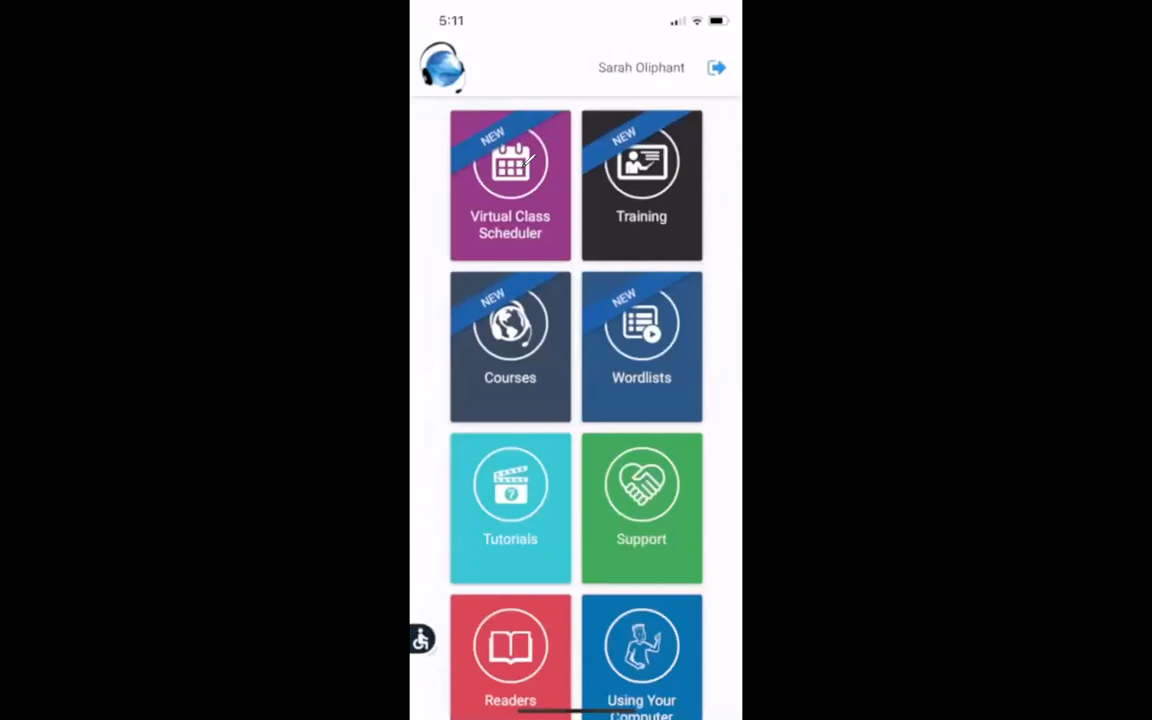 5:11
Sarah Oliphant
NEW
NEW
Virtual Class
Scheduler
Training
NEW
NEW
Courses
Wordlists
?
Tutorials
Support
Readers
Using Your
Computer